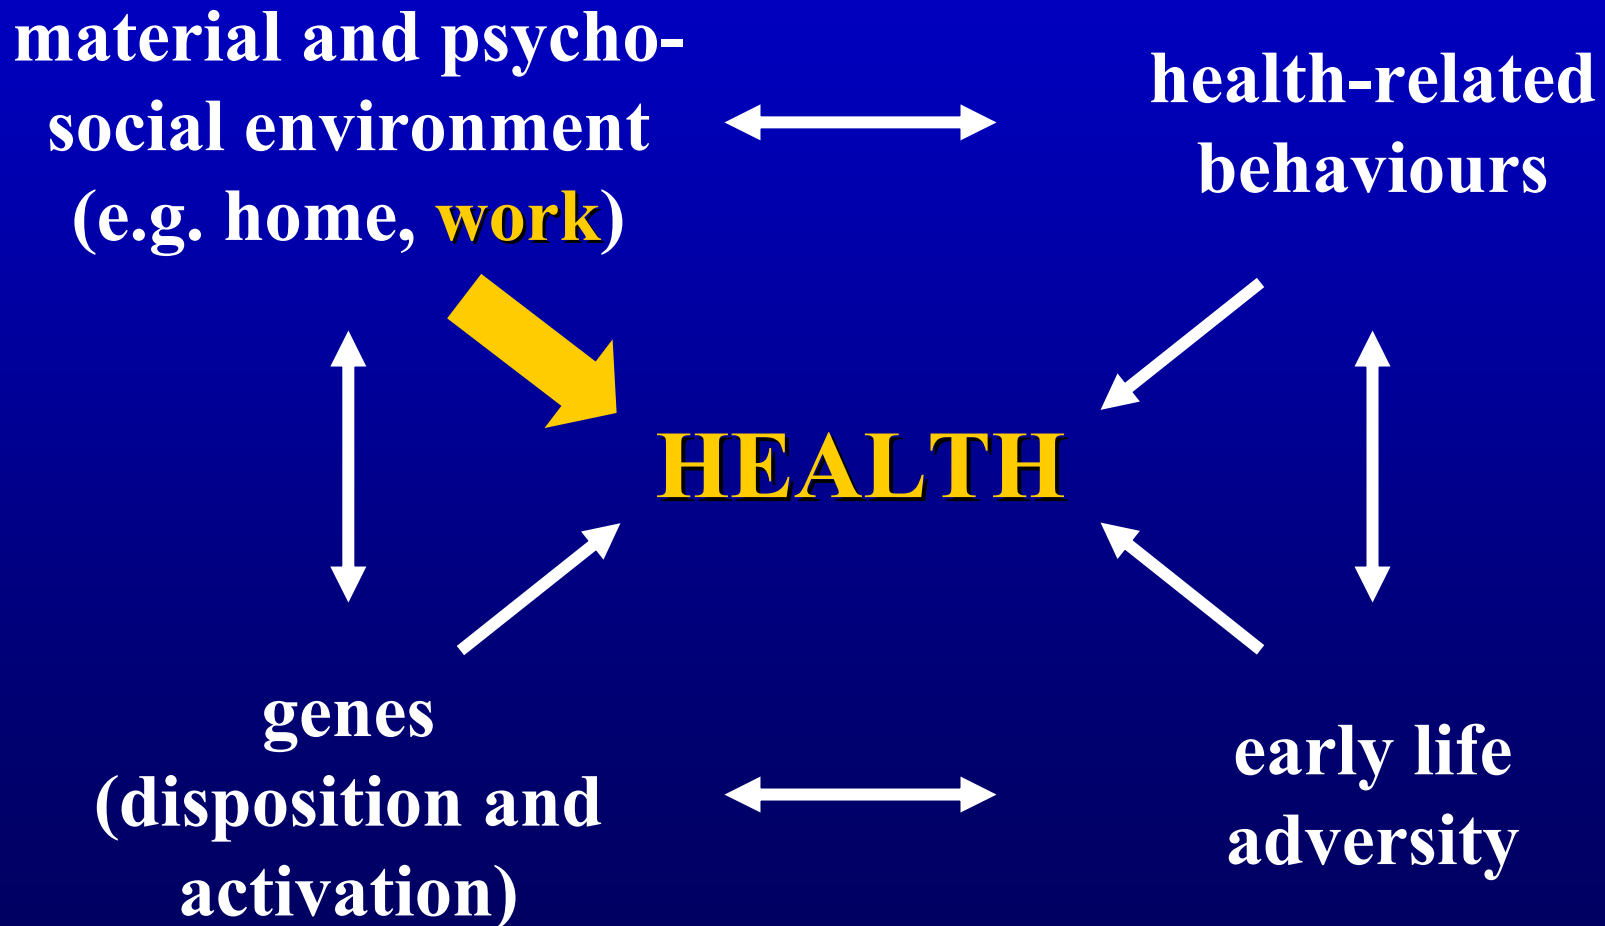 material and psycho-
social environment
(e.g. home, work)
health-related
behaviours
HEALTH
genes
(disposition and
activation)
early life
adversity